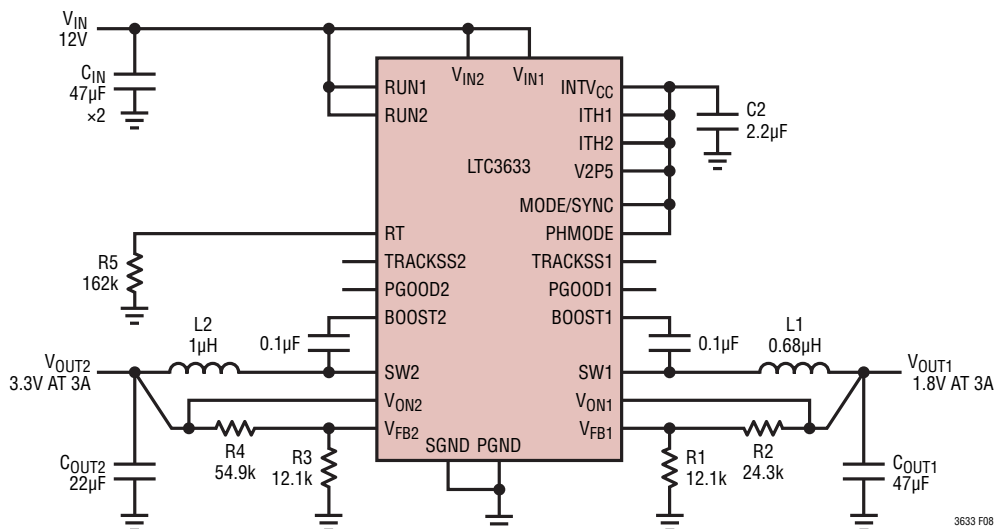 VIN
12V
CIN
47µF
×2
VIN2
VIN1
RUN1
RUN2
LTC3633
INTVCC
ITH1
ITH2
V2P5
MODE/SYNC
PHMODE
C2
2.2µF
RT
R5
162k
TRACKSS2
PGOOD2
BOOST2
TRACKSS1
PGOOD1
BOOST1
L2
1µH
0.1µF
0.1µF
L1
0.68µH
VOUT2
3.3V AT 3A
SW2
VON2
VFB2
SW1
VON1
VFB1
VOUT1
1.8V AT 3A
SGND
PGND
COUT2
22µF
R4
54.9k
R3
12.1k
R1
12.1k
R2
24.3k
COUT1
47µF
3633 F08